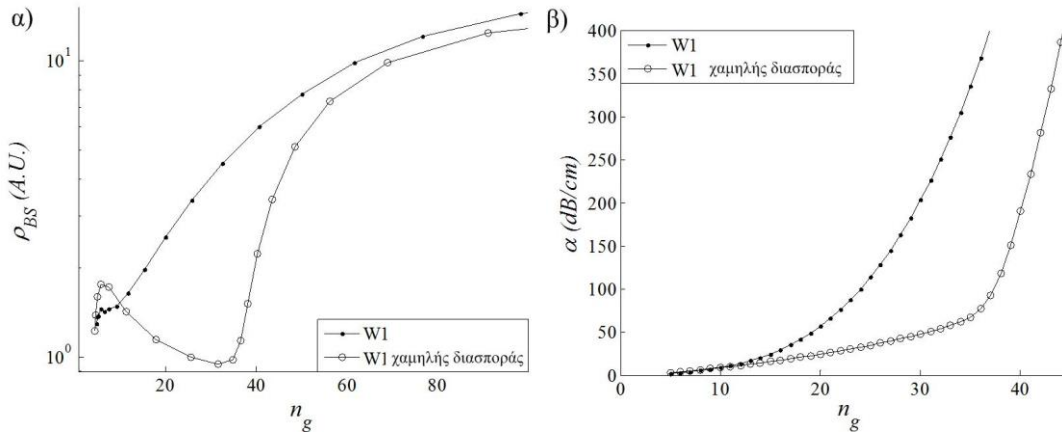 α)
10¹
10⁰
ρ_BS (A.U.)
20 40 60 80
n_g
W1
W1 χαμηλής διασποράς
β)
400
350
300
250
200
150
100
50
0
α (dB/cm)
0 10 20 30 40
n_g
W1
W1 χαμηλής διασποράς